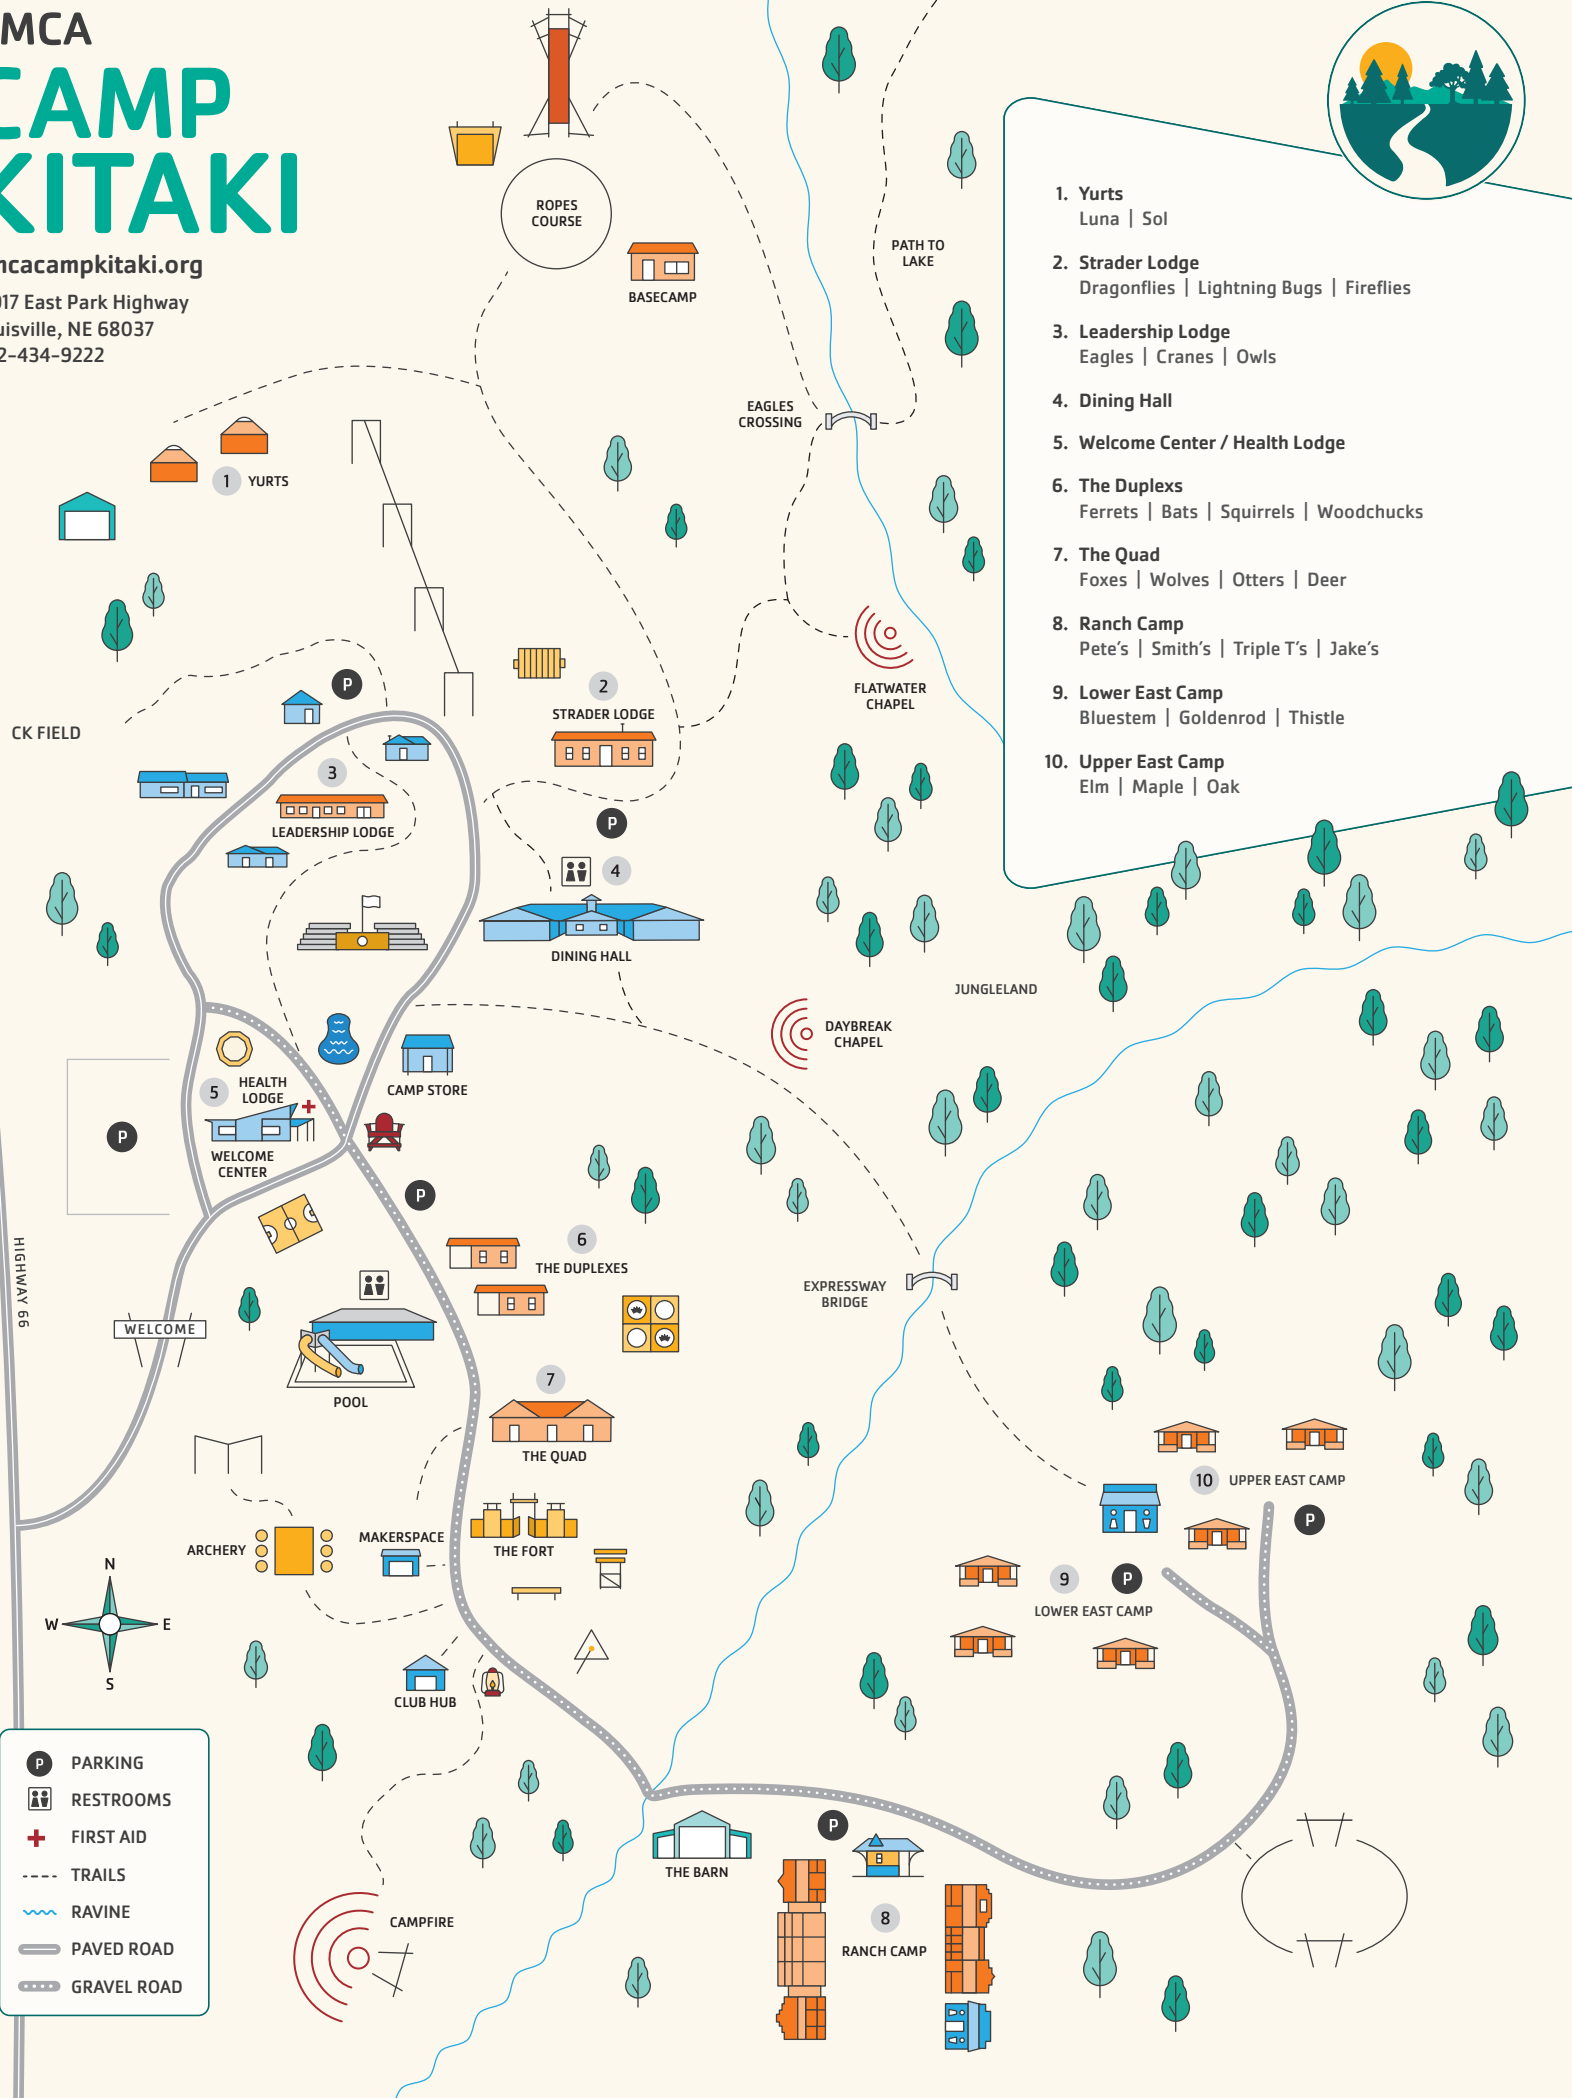 MCA
CAMP
KITAKI
ncacampkitaki.org
017 East Park Highway
uisville, NE 68037
2-434-9222
ROPES
COURSE
BASECAMP
PATH TO
LAKE
EAGLES
CROSSING
1 YURTS
1. Yurts
Luna | Sol
2. Strader Lodge
Dragonflies | Lightning Bugs | Fireflies
3. Leadership Lodge
Eagles | Cranes | Owls
4. Dining Hall
5. Welcome Center / Health Lodge
6. The Duplexs
Ferrets | Bats | Squirrels | Woodchucks
7. The Quad
Foxes | Wolves | Otters | Deer
8. Ranch Camp
Pete's | Smith's | Triple T's | Jake's
9. Lower East Camp
Bluestem | Goldenrod | Thistle
10. Upper East Camp
Elm | Maple | Oak
FLATWATER
CHAPEL
P
2
STRADER LODGE
CK FIELD
3
LEADERSHIP LODGE
P
4
DINING HALL
JUNGLELAND
DAYBREAK
CHAPEL
5
HEALTH
LODGE
CAMP STORE
P
WELCOME
CENTER
P
HIGHWAY 66
6
THE DUPLEXES
EXPRESSWAY
BRIDGE
WELCOME
POOL
7
THE QUAD
10 UPPER EAST CAMP
P
ARCHERY
MAKERSPACE
THE FORT
9
P
LOWER EAST CAMP
N
W E
S
CLUB HUB
P PARKING
RESTROOMS
FIRST AID
TRAILS
RAVINE
PAVED ROAD
GRAVEL ROAD
THE BARN
P
8
RANCH CAMP
CAMPFIRE